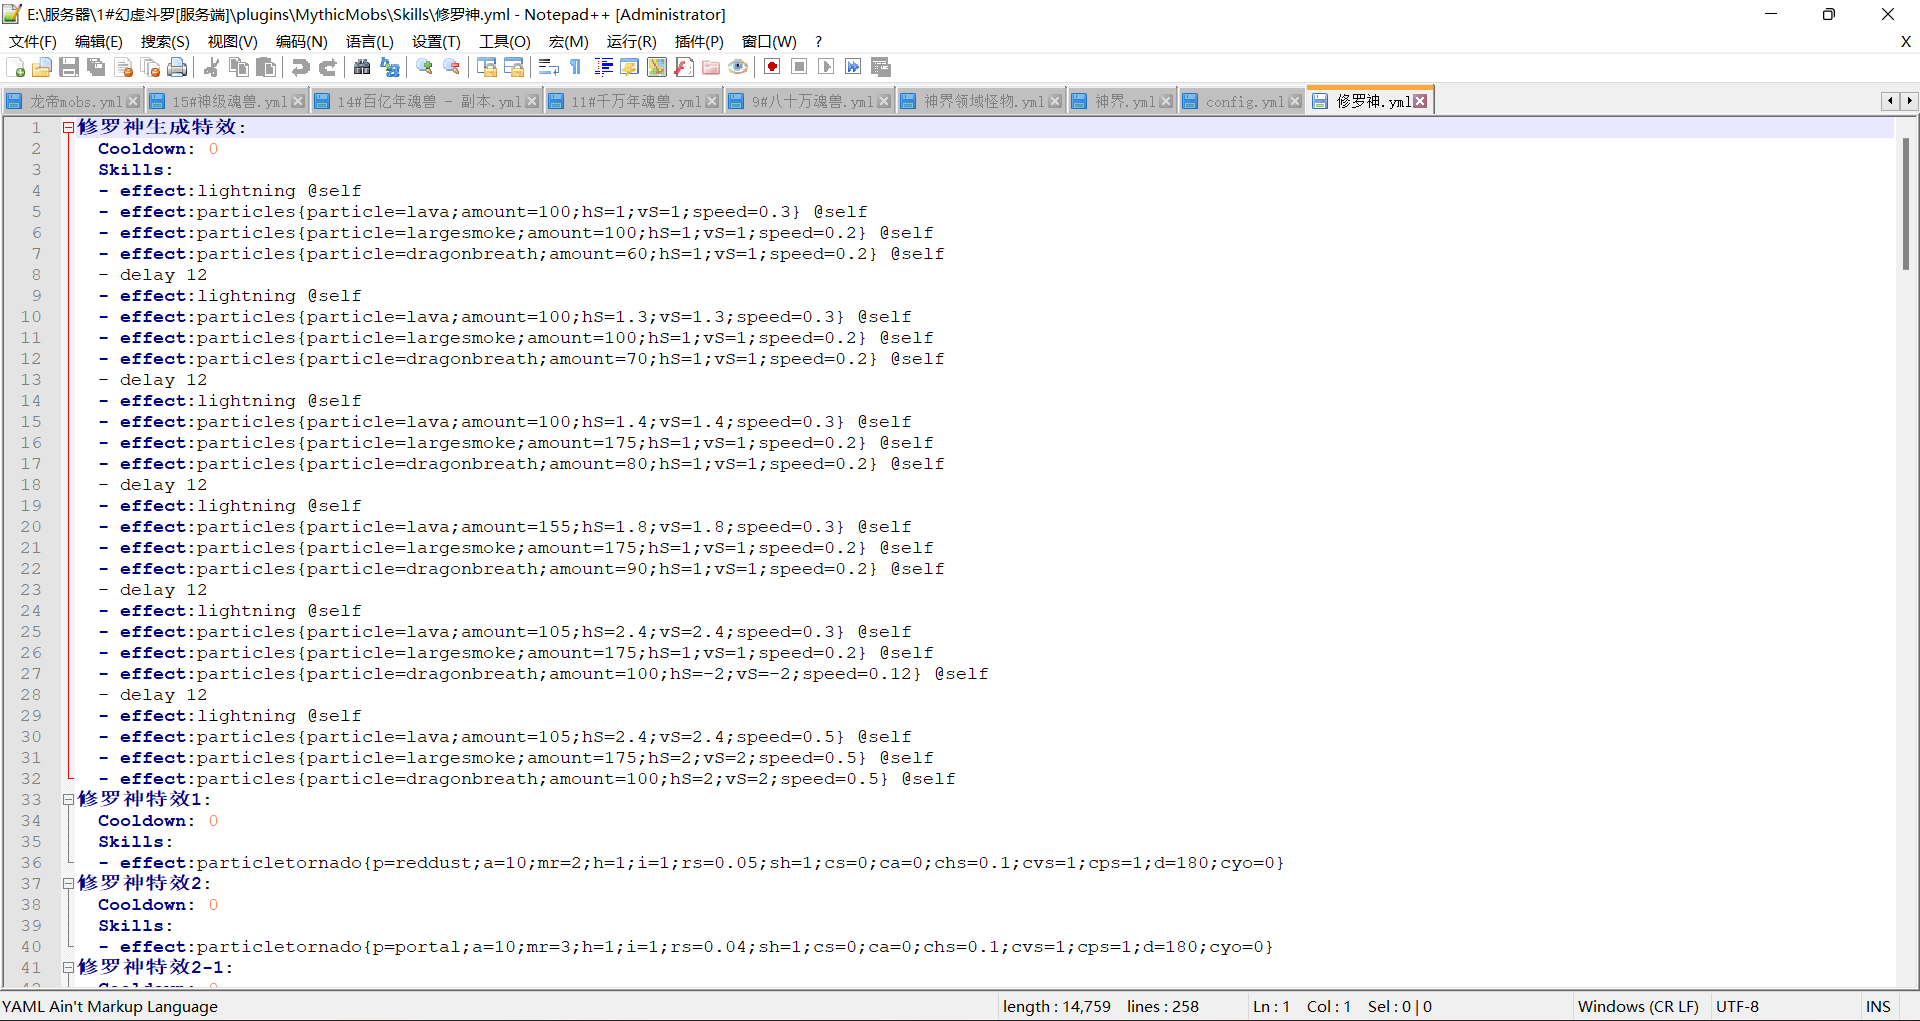 E:\服务器\1#幻虚斗罗[服务端]\plugins\MythicMobs\Skills\修罗神.yml - Notepad++ [Administrator]
文件(F) 编辑(E) 搜索(S) 视图(V) 编码(N) 语言(L) 设置(T) 工具(O) 宏(M) 运行(R) 插件(P) 窗口(W) ? X
龙帝mobs.yml 15#神级魂兽.yml 14#百亿年魂兽 - 副本.yml 11#千万年魂兽.yml 9#八十万魂兽.yml 神界领域怪物.yml 神界.yml config.yml 修罗神.yml
1 修罗神生成特效:
2 Cooldown: 0
3 Skills:
4 - effect:lightning @self
5 - effect:particles{particle=lava;amount=100;hS=1;vS=1;speed=0.3} @self
6 - effect:particles{particle=largesmoke;amount=100;hS=1;vS=1;speed=0.2} @self
7 - effect:particles{particle=dragonbreath;amount=60;hS=1;vS=1;speed=0.2} @self
8 - delay 12
9 - effect:lightning @self
10 - effect:particles{particle=lava;amount=100;hS=1.3;vS=1.3;speed=0.3} @self
11 - effect:particles{particle=largesmoke;amount=100;hS=1;vS=1;speed=0.2} @self
12 - effect:particles{particle=dragonbreath;amount=70;hS=1;vS=1;speed=0.2} @self
13 - delay 12
14 - effect:lightning @self
15 - effect:particles{particle=lava;amount=100;hS=1.4;vS=1.4;speed=0.3} @self
16 - effect:particles{particle=largesmoke;amount=175;hS=1;vS=1;speed=0.2} @self
17 - effect:particles{particle=dragonbreath;amount=80;hS=1;vS=1;speed=0.2} @self
18 - delay 12
19 - effect:lightning @self
20 - effect:particles{particle=lava;amount=155;hS=1.8;vS=1.8;speed=0.3} @self
21 - effect:particles{particle=largesmoke;amount=175;hS=1;vS=1;speed=0.2} @self
22 - effect:particles{particle=dragonbreath;amount=90;hS=1;vS=1;speed=0.2} @self
23 - delay 12
24 - effect:lightning @self
25 - effect:particles{particle=lava;amount=105;hS=2.4;vS=2.4;speed=0.3} @self
26 - effect:particles{particle=largesmoke;amount=175;hS=1;vS=1;speed=0.2} @self
27 - effect:particles{particle=dragonbreath;amount=100;hS=-2;vS=-2;speed=0.12} @self
28 - delay 12
29 - effect:lightning @self
30 - effect:particles{particle=lava;amount=105;hS=2.4;vS=2.4;speed=0.5} @self
31 - effect:particles{particle=largesmoke;amount=175;hS=2;vS=2;speed=0.5} @self
32 - effect:particles{particle=dragonbreath;amount=100;hS=2;vS=2;speed=0.5} @self
33 修罗神特效1:
34 Cooldown: 0
35 Skills:
36 - effect:particletornado{p=reddust;a=10;mr=2;h=1;i=1;rs=0.05;sh=1;cs=0;ca=0;chs=0.1;cvs=1;cps=1;d=180;cyo=0}
37 修罗神特效2:
38 Cooldown: 0
39 Skills:
40 - effect:particletornado{p=portal;a=10;mr=3;h=1;i=1;rs=0.04;sh=1;cs=0;ca=0;chs=0.1;cvs=1;cps=1;d=180;cyo=0}
41 修罗神特效2-1:
YAML Ain't Markup Language length : 14,759 lines : 258 Ln : 1 Col : 1 Sel : 0 | 0 Windows (CR LF) UTF-8 INS